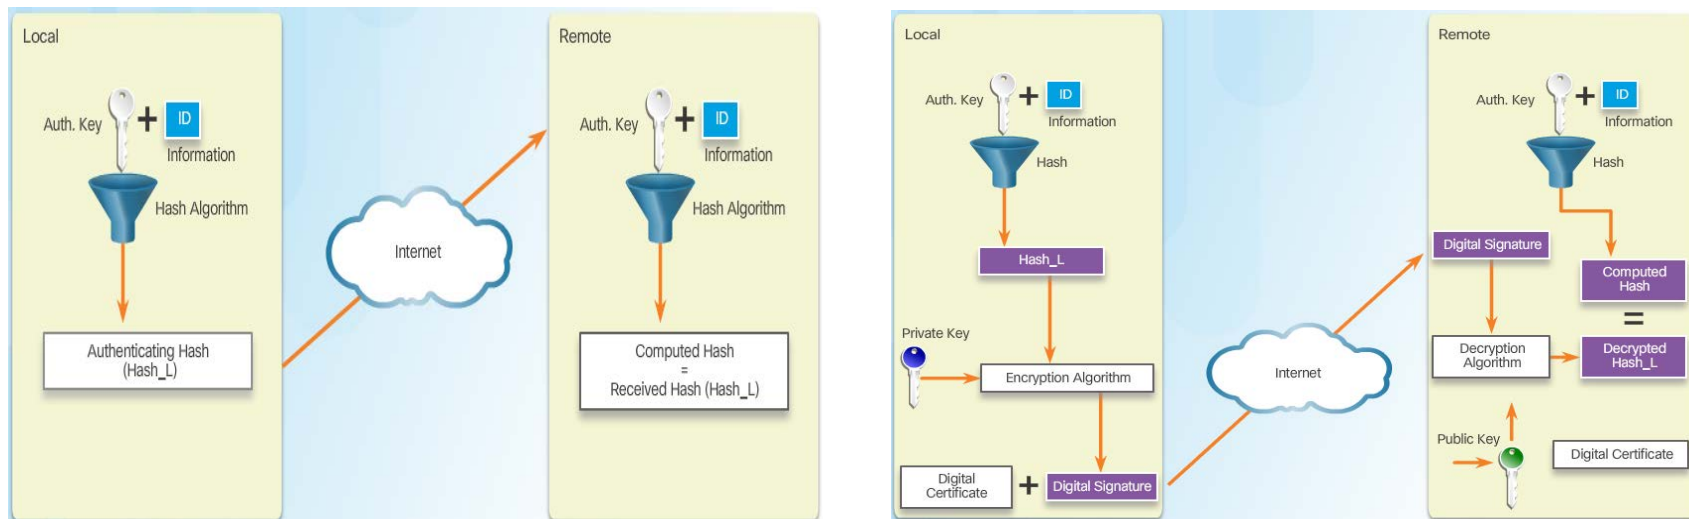 Local
Auth. Key
ID
Information
Hash Algorithm
Authenticating Hash
(Hash_L)
Internet
Remote
Auth. Key
ID
Information
Hash Algorithm
Computed Hash
=
Received Hash (Hash_L)
Local
Auth. Key
ID
Information
Hash
Hash_L
Private Key
Encryption Algorithm
Digital
Certificate
Digital Signature
Internet
Remote
Auth. Key
ID
Information
Hash
Digital Signature
Computed
Hash
=
Decryption
Algorithm
Decrypted
Hash_L
Public Key
Digital Certificate